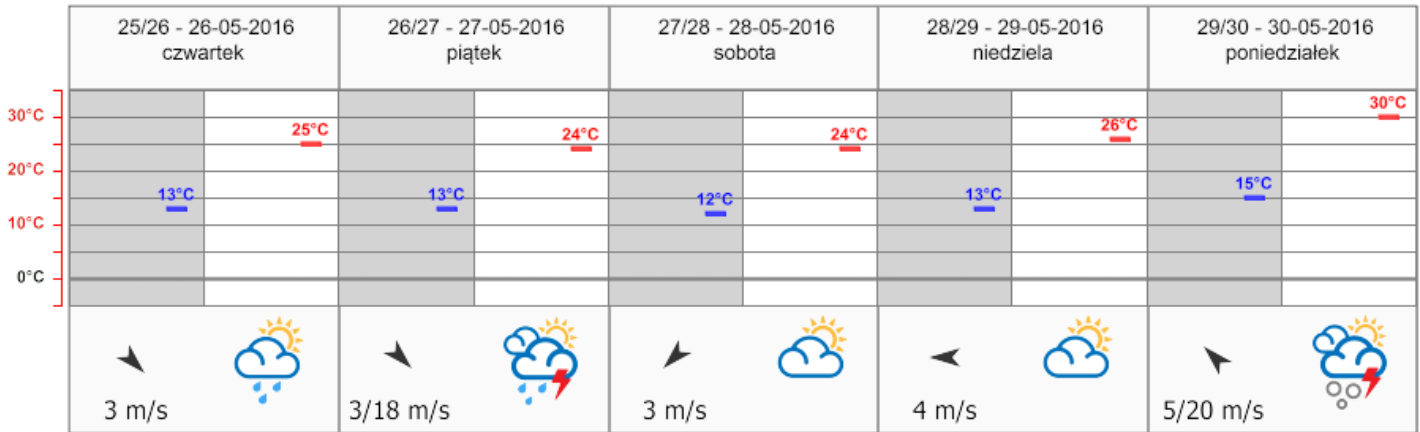 25/26 - 26-05-2016
czwartek
26/27 - 27-05-2016
piątek
27/28 - 28-05-2016
sobota
28/29 - 29-05-2016
niedziela
29/30 - 30-05-2016
poniedziałek
30°C
20°C
10°C
0°C
13°C
25°C
13°C
24°C
12°C
24°C
13°C
26°C
15°C
30°C
3 m/s
3/18 m/s
3 m/s
4 m/s
5/20 m/s